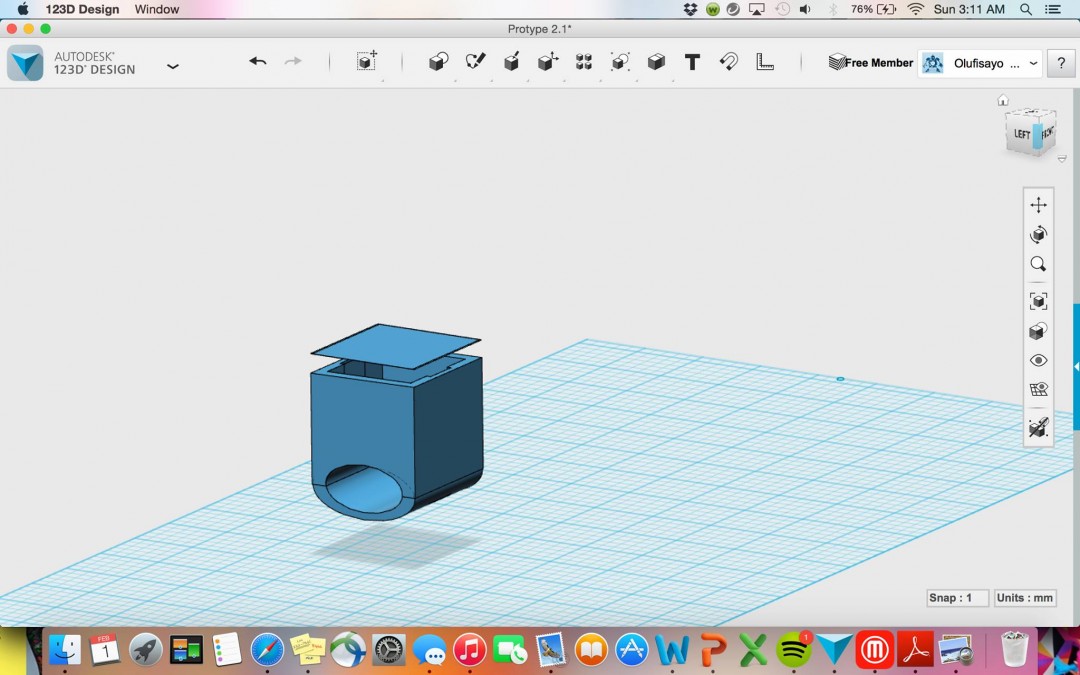 123D Design Window
76%
Sun 3:11 AM
Protype 2.1*
AUTODESK®
123D® DESIGN
T
Free Member
Olufisayo ...
?
LEFT
Snap : 1
Units : mm
FEB
1
1